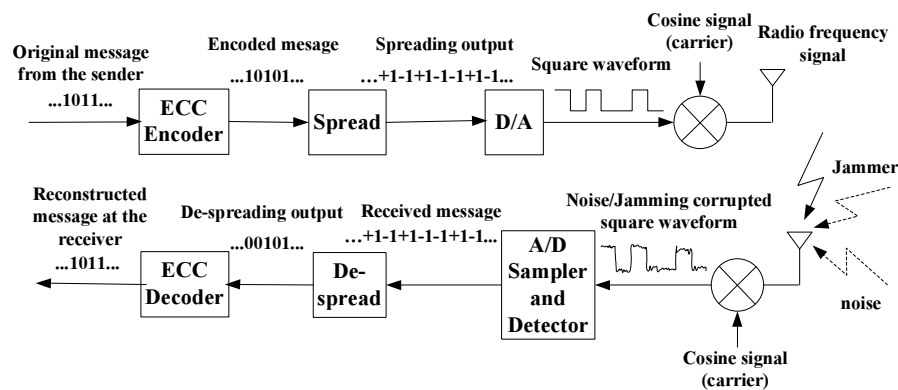 Original message
from the sender
...1011...
ECC
Encoder
Encoded mesage
...10101...
Spread
Spreading output
...+1-1+1-1-1+1-1...
D/A
Square waveform
Cosine signal
(carrier)
Radio frequency
signal
Reconstructed
message at the
receiver
...1011...
ECC
Decoder
De-spreading output
...00101...
De-
spread
Received message
...+1-1+1-1-1+1-1...
A/D
Sampler
and
Detector
Noise/Jamming corrupted
square waveform
Cosine signal
(carrier)
Jammer
noise